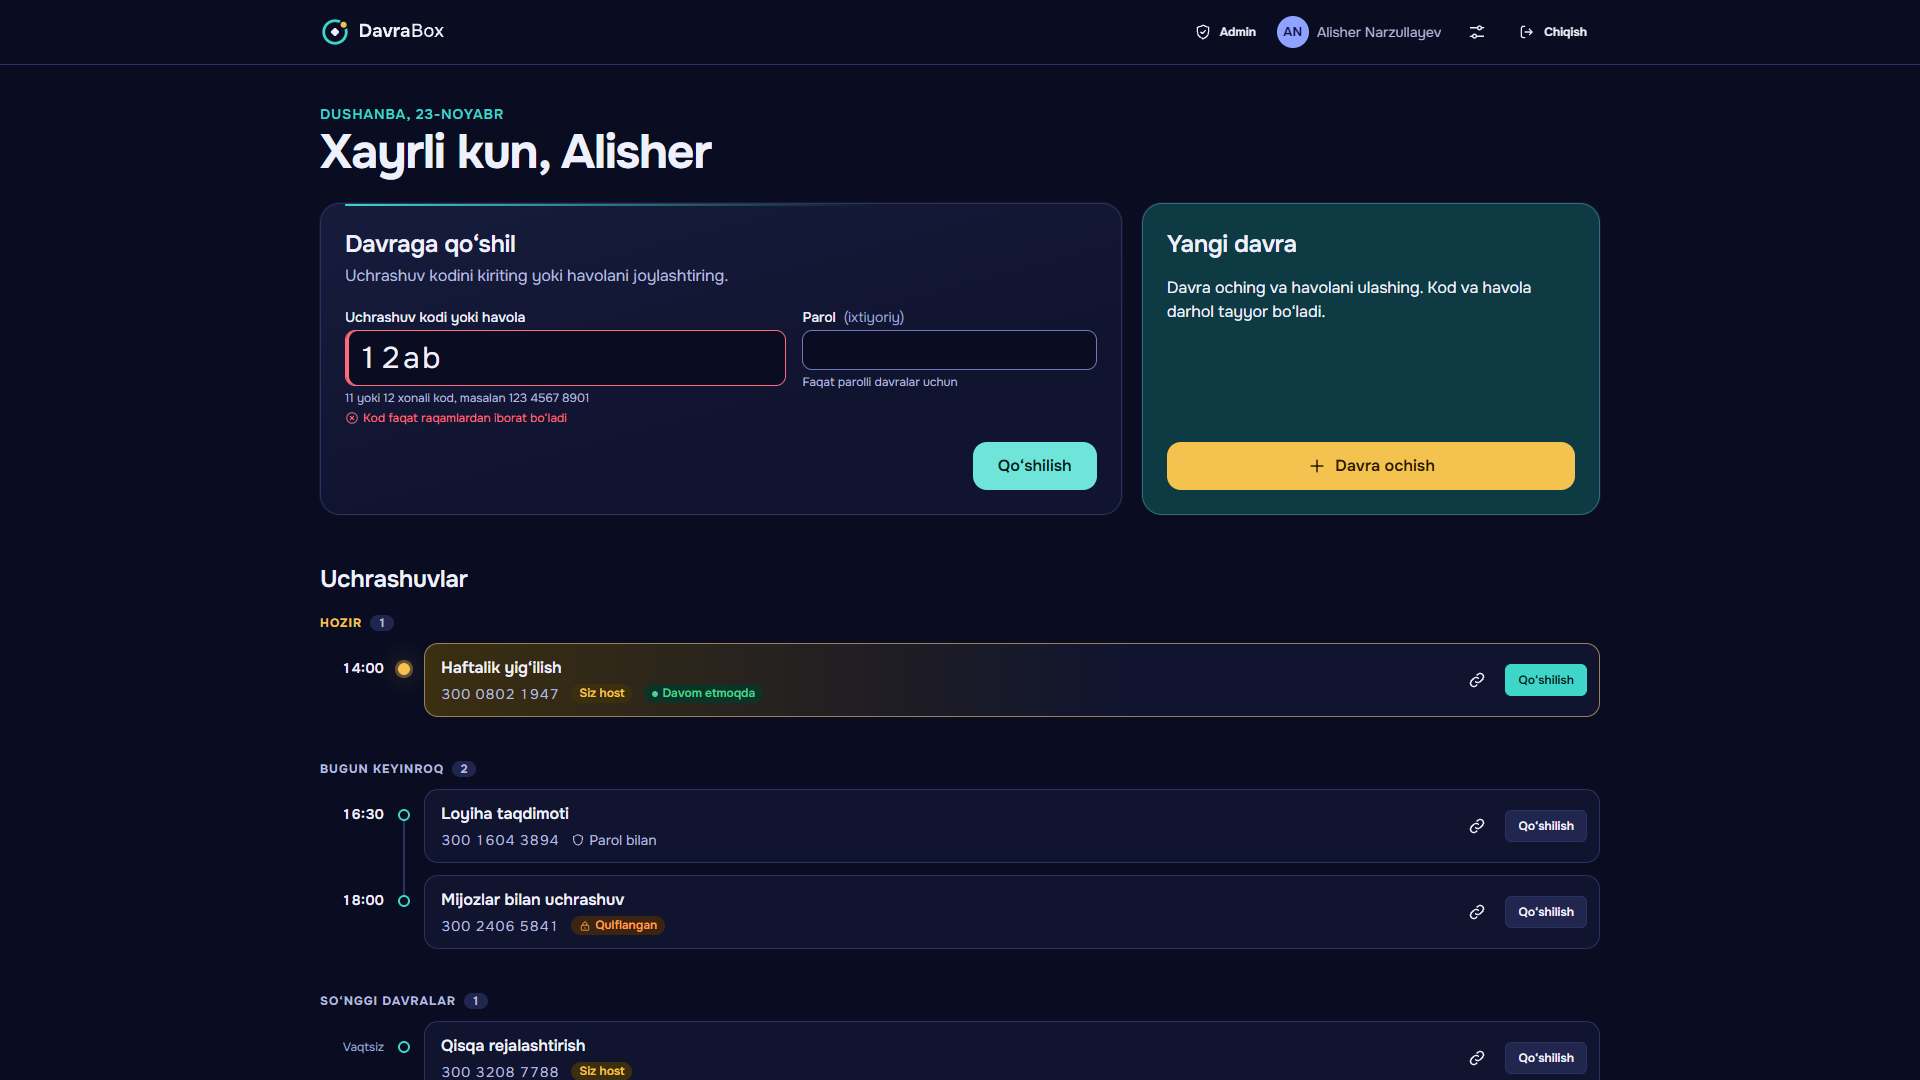 DavraBox
Admin
AN
Alisher Narzullayev
Chiqish
DUSHANBA, 23-NOYABR
Xayrli kun, Alisher
Davraga qo‘shil
Uchrashuv kodini kiriting yoki havolani joylashtiring.
Uchrashuv kodi yoki havola
12ab
11 yoki 12 xonali kod, masalan 123 4567 8901
Kod faqat raqamlardan iborat bo‘ladi
Parol (ixtiyoriy)
Faqat parolli davralar uchun
Qo‘shilish
Yangi davra
Davra oching va havolani ulashing. Kod va havola
darhol tayyor bo‘ladi.
Davra ochish
Uchrashuvlar
HOZIR 1
14:00
Haftalik yig‘ilish
300 0802 1947 Siz host Davom etmoqda
Qo‘shilish
BUGUN KEYINROQ 2
16:30
Loyiha taqdimoti
300 1604 3894 Parol bilan
Qo‘shilish
18:00
Mijozlar bilan uchrashuv
300 2406 5841 Qulflangan
Qo‘shilish
SO‘NGGI DAVRALAR 1
Vaqtsiz
Qisqa rejalashtirish
300 3208 7788 Siz host
Qo‘shilish